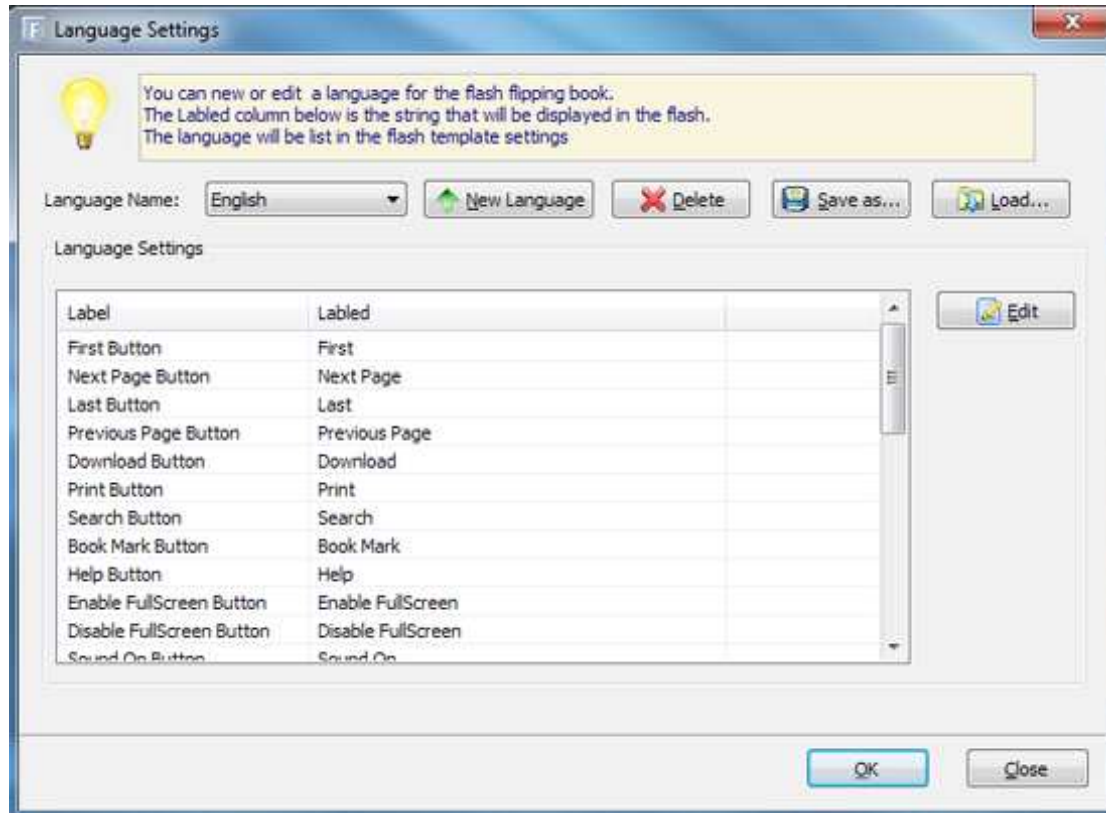 Language Settings
You can new or edit a language for the flash flipping book.
The Labled column below is the string that will be displayed in the flash.
The language will be list in the flash template settings
Language Name: English New Language Delete Save as... Load...
Language Settings
Label Labled Edit
First Button First
Next Page Button Next Page
Last Button Last
Previous Page Button Previous Page
Download Button Download
Print Button Print
Search Button Search
Book Mark Button Book Mark
Help Button Help
Enable FullScreen Button Enable FullScreen
Disable FullScreen Button Disable FullScreen
Sound On Button Sound On
OK Close